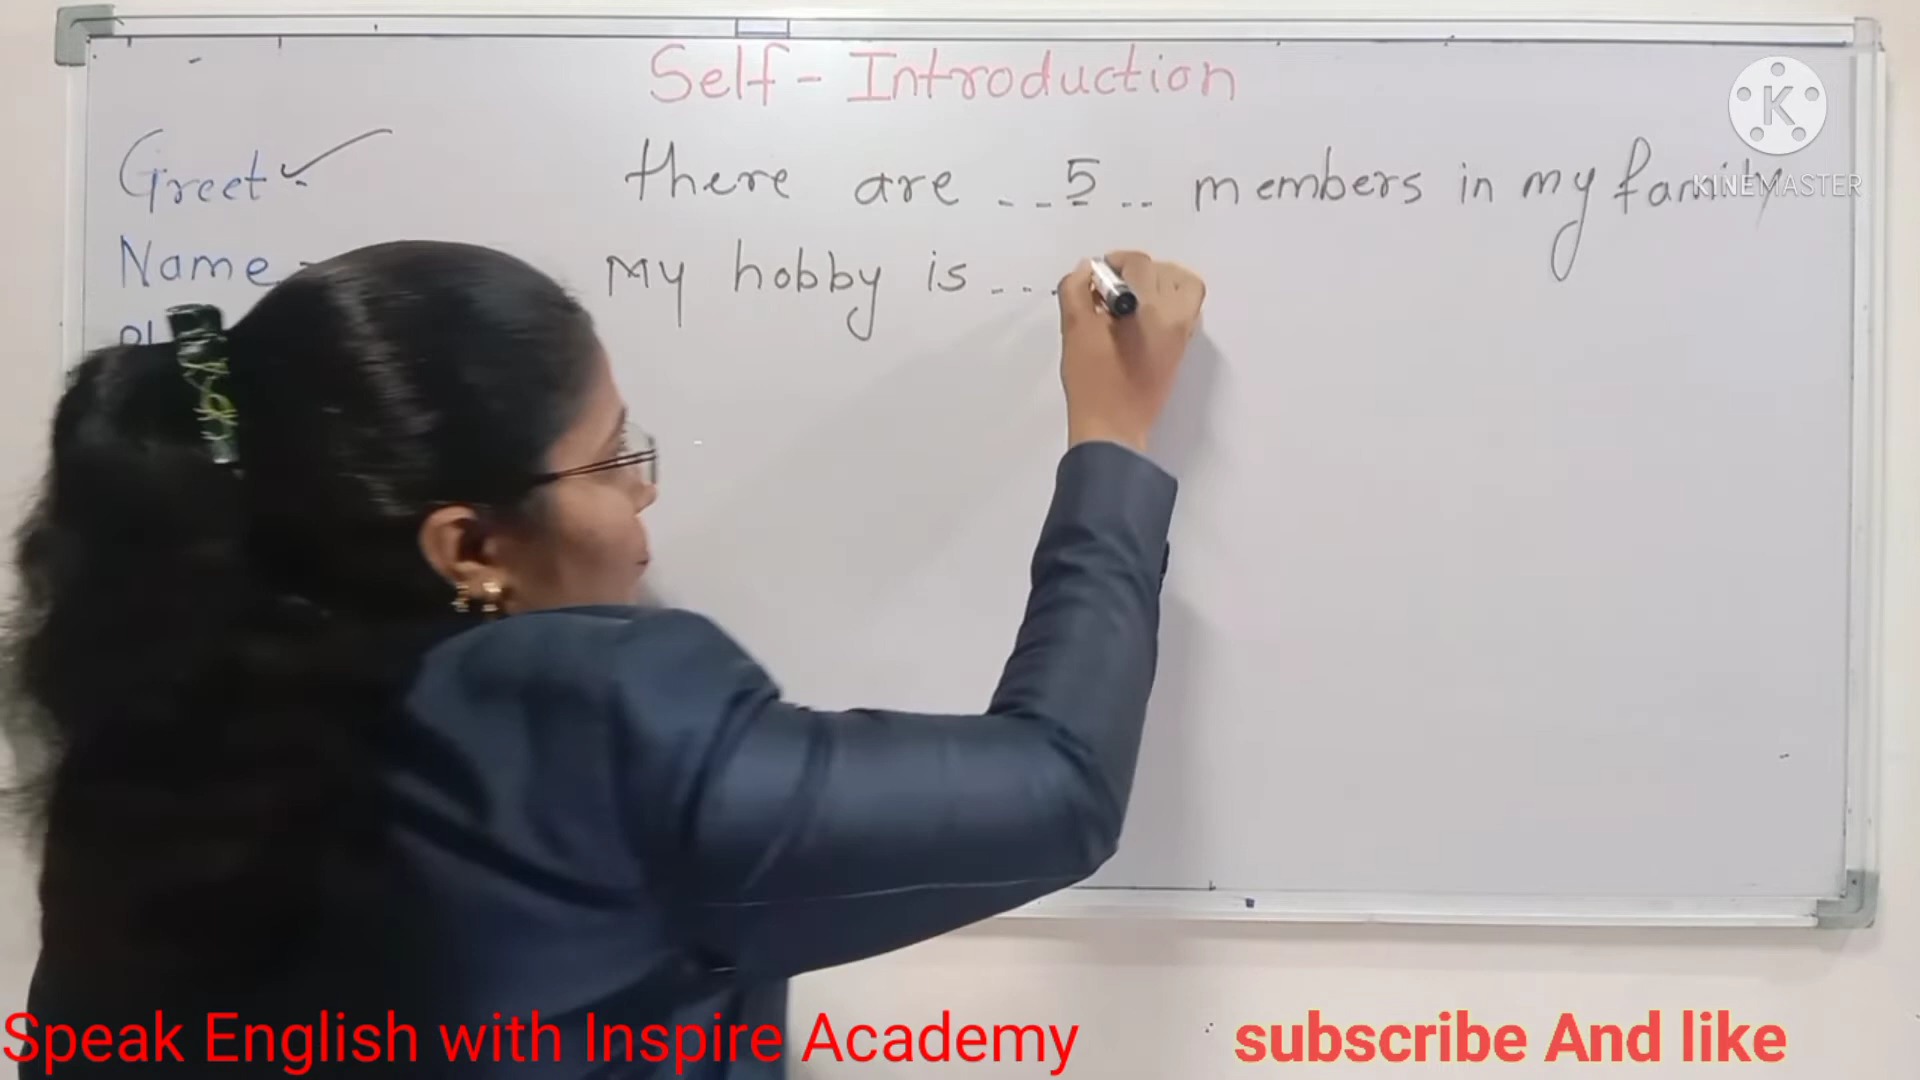 Self - Introduction
Greet
there are 5 members in my family
Name
My hobby is ...
K
KINEMASTER
Speak English with Inspire Academy
subscribe And like